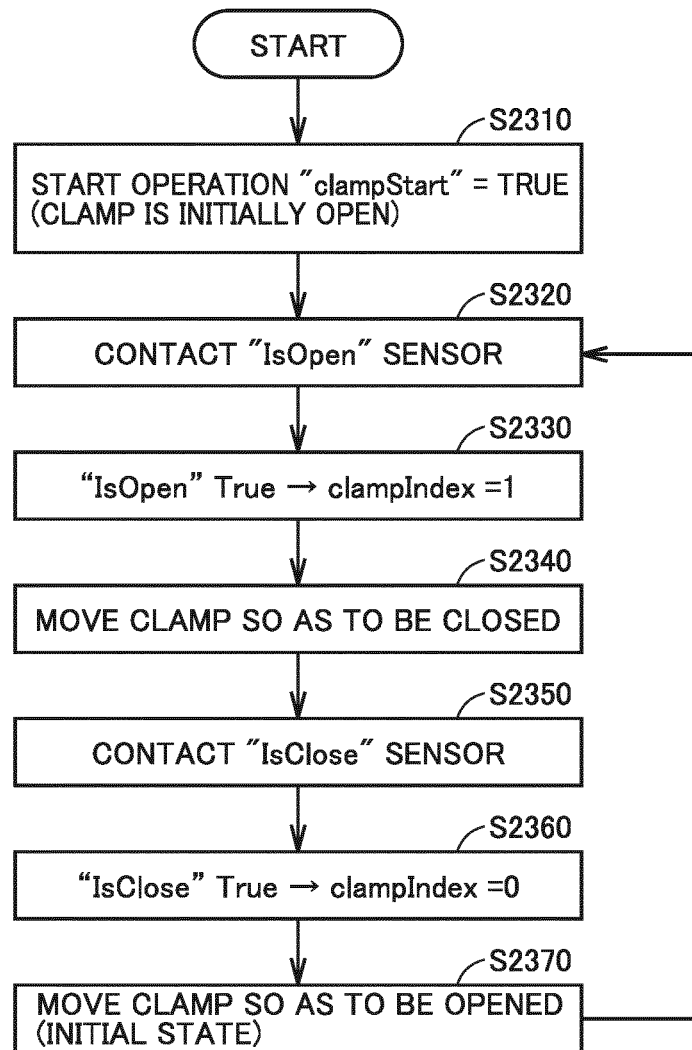 START
S2310
START OPERATION "clampStart" = TRUE
(CLAMP IS INITIALLY OPEN)
S2320
CONTACT "IsOpen" SENSOR
S2330
“IsOpen” True → clampIndex =1
S2340
MOVE CLAMP SO AS TO BE CLOSED
S2350
CONTACT "IsClose" SENSOR
S2360
“IsClose” True → clampIndex =0
S2370
MOVE CLAMP SO AS TO BE OPENED
(INITIAL STATE)